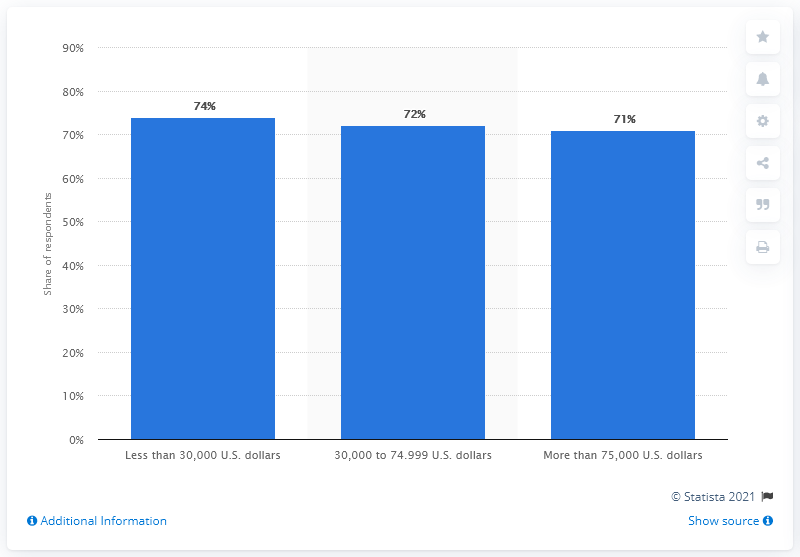 90%
80%
70%
60%
50%
40%
30%
20%
10%
0%
Share of respondents
74%
72%
71%
Less than 30,000 U.S. dollars
30,000 to 74.999 U.S. dollars
More than 75,000 U.S. dollars
© Statista 2021
Additional Information
Show source